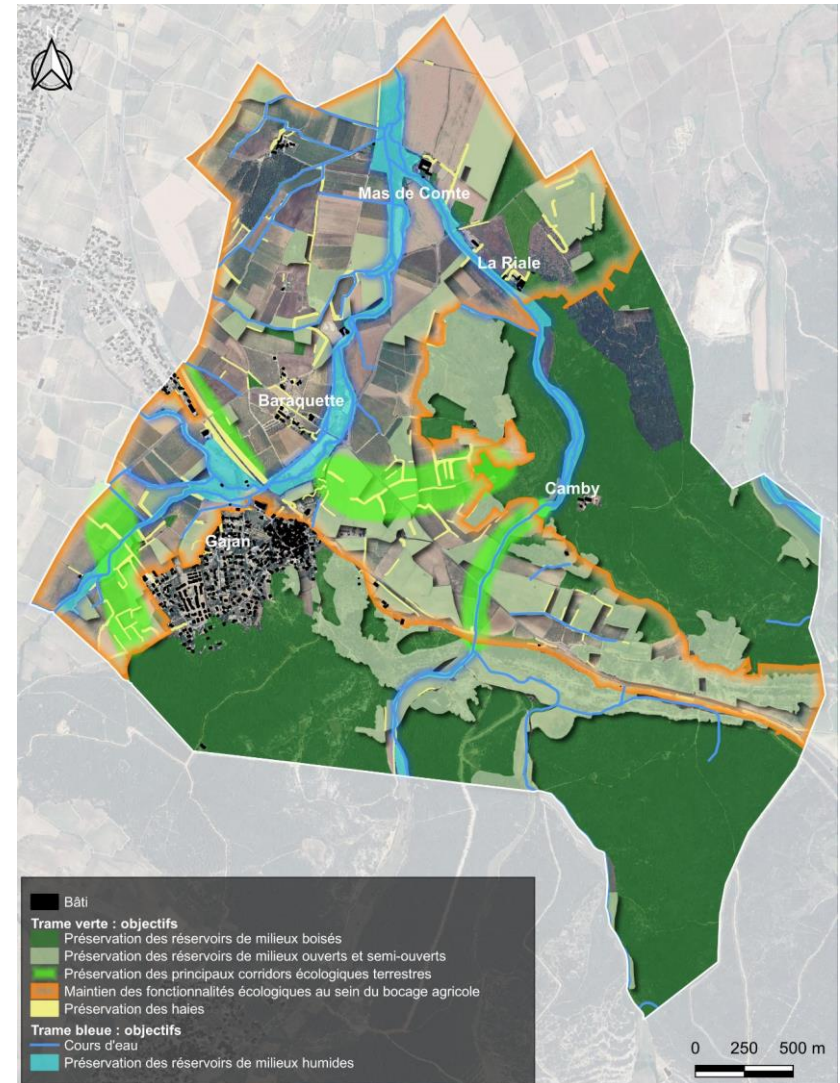 N
Mas de Comte
La Riale
Baraquette
Camby
Gajan
Bâti
Trame verte : objectifs
Préservation des réservoirs de milieux boisés
Préservation des réservoirs de milieux ouverts et semi-ouverts
Préservation des principaux corridors écologiques terrestres
Maintien des fonctionnalités écologiques au sein du bocage agricole
Préservation des haies
Trame bleue : objectifs
Cours d'eau
Préservation des réservoirs de milieux humides
0 250 500 m